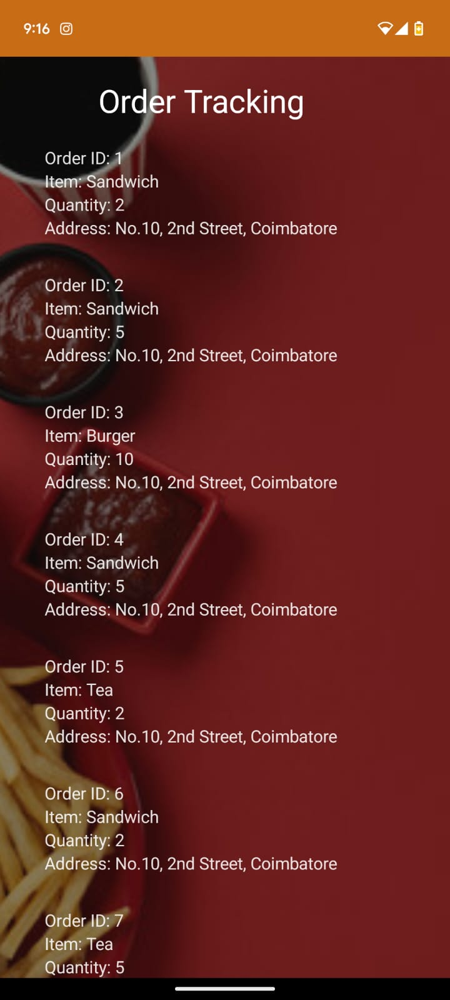 9:16
Order Tracking
Order ID: 1
Item: Sandwich
Quantity: 2
Address: No.10, 2nd Street, Coimbatore
Order ID: 2
Item: Sandwich
Quantity: 5
Address: No.10, 2nd Street, Coimbatore
Order ID: 3
Item: Burger
Quantity: 10
Address: No.10, 2nd Street, Coimbatore
Order ID: 4
Item: Sandwich
Quantity: 5
Address: No.10, 2nd Street, Coimbatore
Order ID: 5
Item: Tea
Quantity: 2
Address: No.10, 2nd Street, Coimbatore
Order ID: 6
Item: Sandwich
Quantity: 2
Address: No.10, 2nd Street, Coimbatore
Order ID: 7
Item: Tea
Quantity: 5